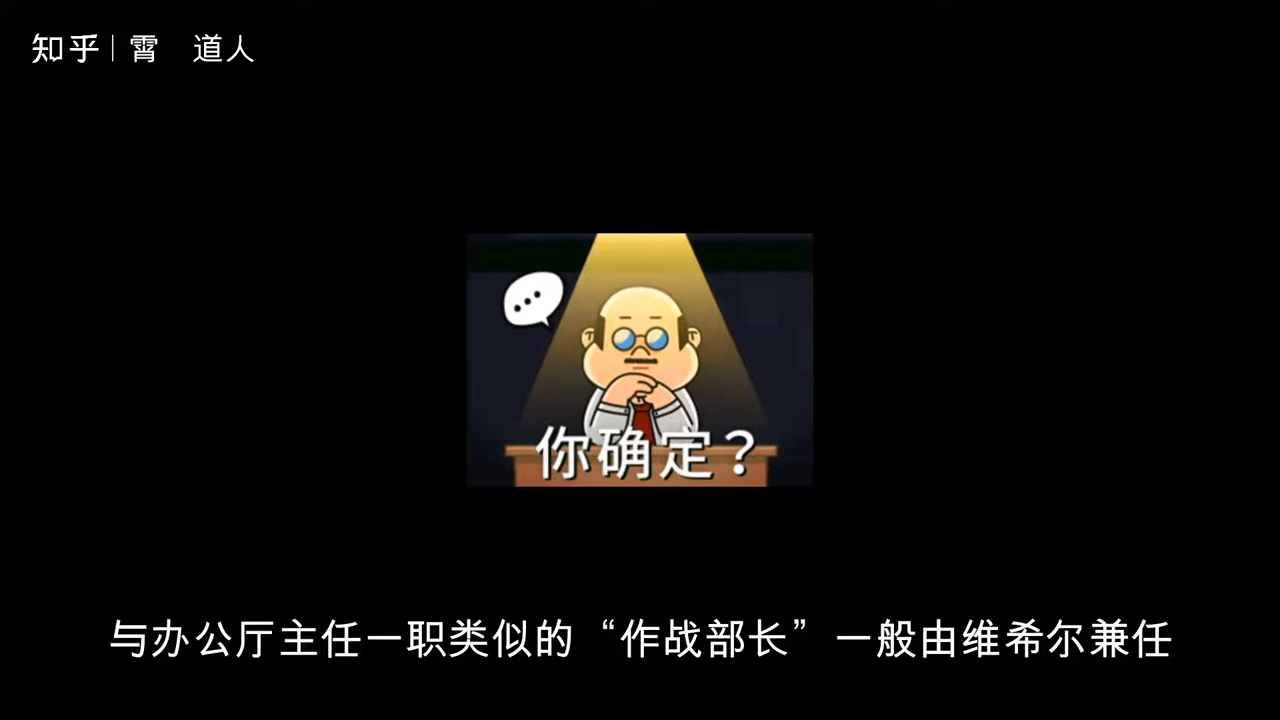 知乎|霄 道人
你确定？
与办公厅主任一职类似的“作战部长”一般由维希尔兼任